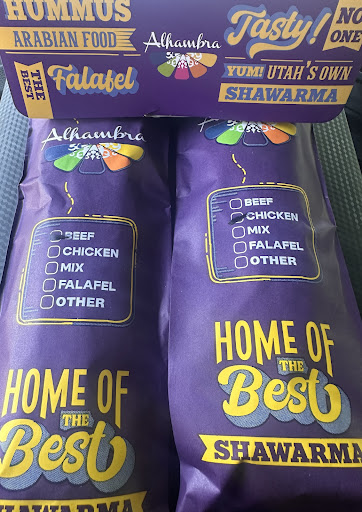 HUMMUS
ARABIAN FOOD
THE
BEST
Falafel
Alhambra
Tasty!
NO
ONE
YUM! UTAH'S OWN
SHAWARMA
Alhambra
BEEF
CHICKEN
MIX
FALAFEL
OTHER
HOME OF
THE
Best
SHAWARMA
BEEF
CHICKEN
MIX
FALAFEL
OTHER
HOME OF
THE
Best
SHAWARMA